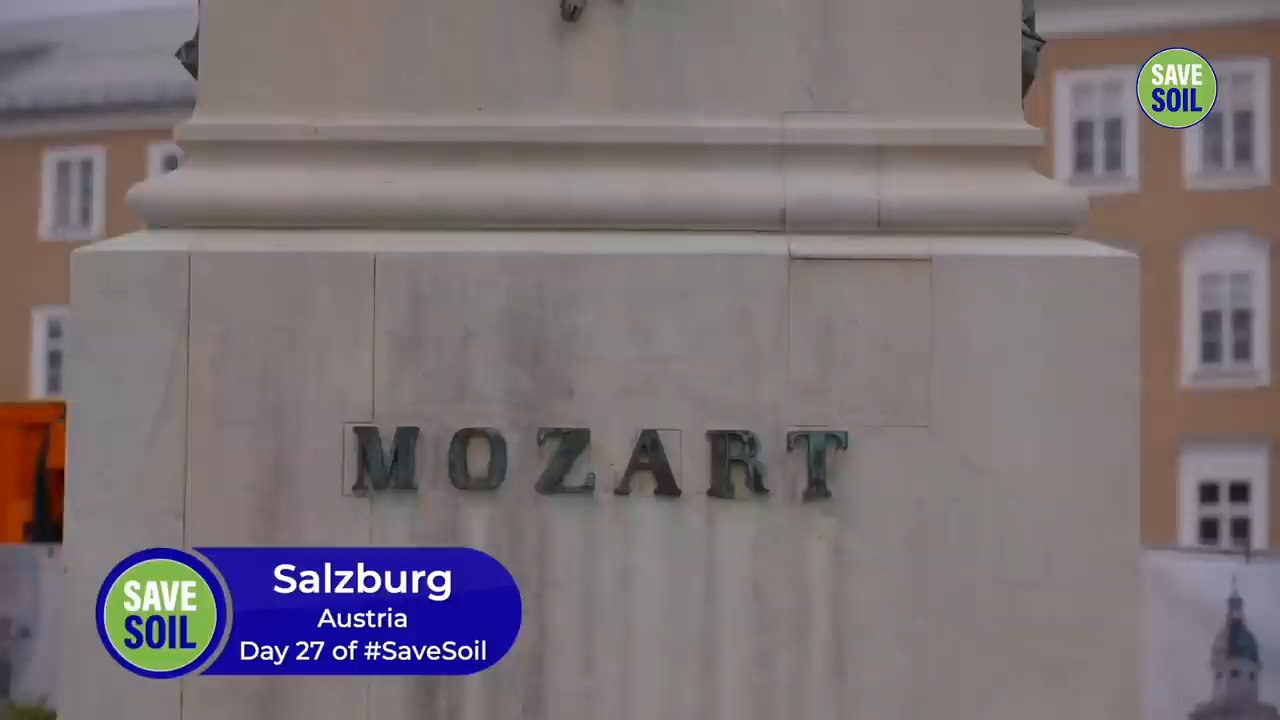 SAVE
SOIL
MOZART
SAVE
SOIL
Salzburg
Austria
Day 27 of #SaveSoil